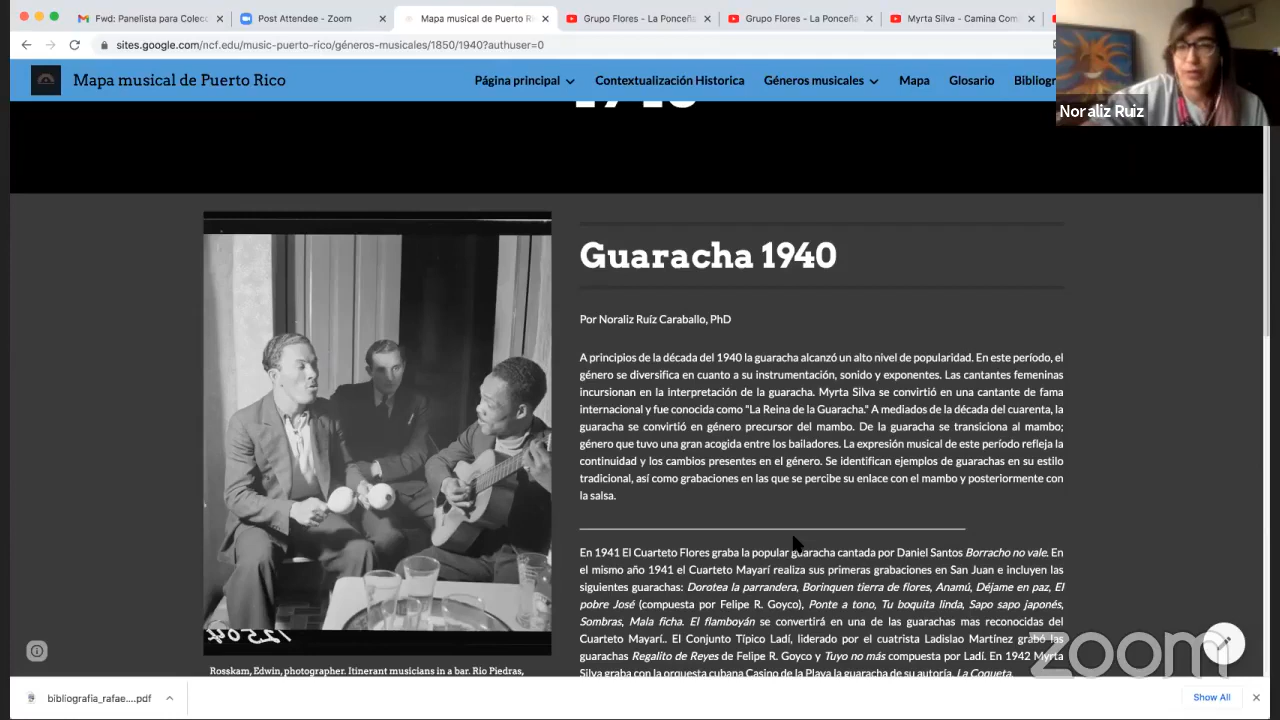 Fwd: Panelista para Colecc
Post Attendee - Zoom
Mapa musical de Puerto R
Grupo Flores - La Ponceña
Grupo Flores - La Ponceña
Myrta Silva - Camina Com
sites.google.com/ncf.edu/music-puerto-rico/géneros-musicales/1850/1940?authuser=0
Mapa musical de Puerto Rico
Página principal
Contextualización Historica
Géneros musicales
Mapa
Glosario
Bibliogr
Noraliz Ruiz
1940
Guaracha 1940
Por Noraliz Ruíz Caraballo, PhD
A principios de la década del 1940 la guaracha alcanzó un alto nivel de popularidad. En este período, el
género se diversifica en cuanto a su instrumentación, sonido y exponentes. Las cantantes femeninas
incursionan en la interpretación de la guaracha. Myrta Silva se convirtió en una cantante de fama
internacional y fue conocida como "La Reina de la Guaracha." A mediados de la década del cuarenta, la
guaracha se convirtió en género precursor del mambo. De la guaracha se transiciona al mambo;
género que tuvo una gran acogida entre los bailadores. La expresión musical de este período refleja la
continuidad y los cambios presentes en el género. Se identifican ejemplos de guarachas en su estilo
tradicional, así como grabaciones en las que se percibe su enlace con el mambo y posteriormente con
la salsa.
En 1941 El Cuarteto Flores graba la popular guaracha cantada por Daniel Santos Borracho no vale. En
el mismo año 1941 el Cuarteto Mayarí realiza sus primeras grabaciones en San Juan e incluyen las
siguientes guarachas: Dorotea la parrandera, Borinquen tierra de flores, Anamú, Déjame en paz, El
pobre José (compuesta por Felipe R. Goyco), Ponte a tono, Tu boquita linda, Sapo sapo japonés,
Sombras, Mala ficha. El flamboyán se convertirá en una de las guarachas mas reconocidas del
Cuarteto Mayarí.. El Conjunto Típico Ladí, liderado por el cuatrista Ladislao Martínez grabó las
guarachas Regalito de Reyes de Felipe R. Goyco y Tuyo no más compuesta por Ladí. En 1942 Myrta
Silva graba con la orquesta cubana Casino de la Playa la guaracha de su autoría, La Coqueta.
12504
Rosskam, Edwin, photographer. Itinerant musicians in a bar. Rio Piedras,
zoom
bibliografia_rafae....pdf
Show All